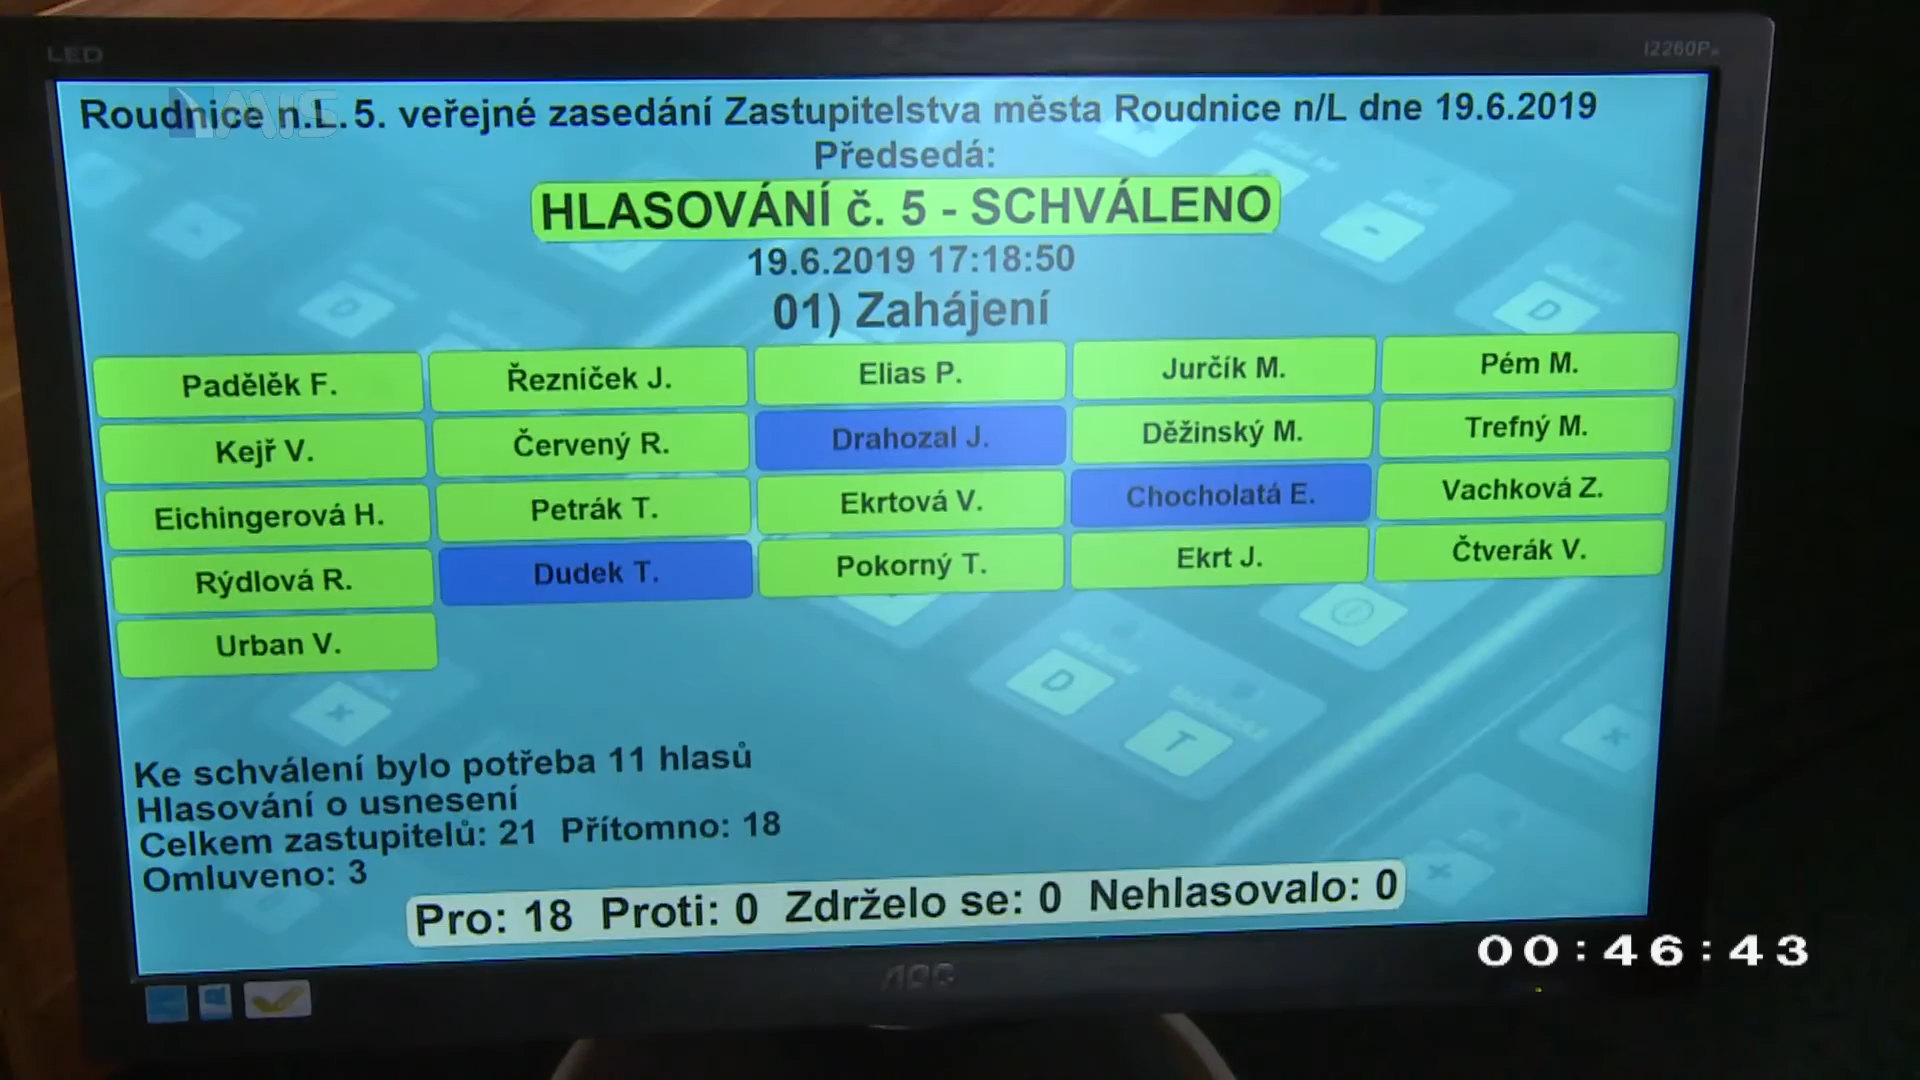 LED
I2260P
Roudnice n.L. 5. veřejné zasedání Zastupitelstva města Roudnice n/L dne 19.6.2019
MIS
Předsedá:
HLASOVÁNÍ č. 5 - SCHVÁLENO
19.6.2019 17:18:50
01) Zahájení
Padělěk F. Řezníček J. Elias P. Jurčík M. Pém M.
Kejř V. Červený R. Drahozal J. Děžinský M. Trefný M.
Eichingerová H. Petrák T. Ekrtová V. Chocholatá E. Vachková Z.
Rýdlová R. Dudek T. Pokorný T. Ekrt J. Čtverák V.
Urban V.
D
D
D
T
Ke schválení bylo potřeba 11 hlasů
Hlasování o usnesení
Celkem zastupitelů: 21 Přítomno: 18
Omluveno: 3
Pro: 18 Proti: 0 Zdrželo se: 0 Nehlasovalo: 0
00:46:43
AOC